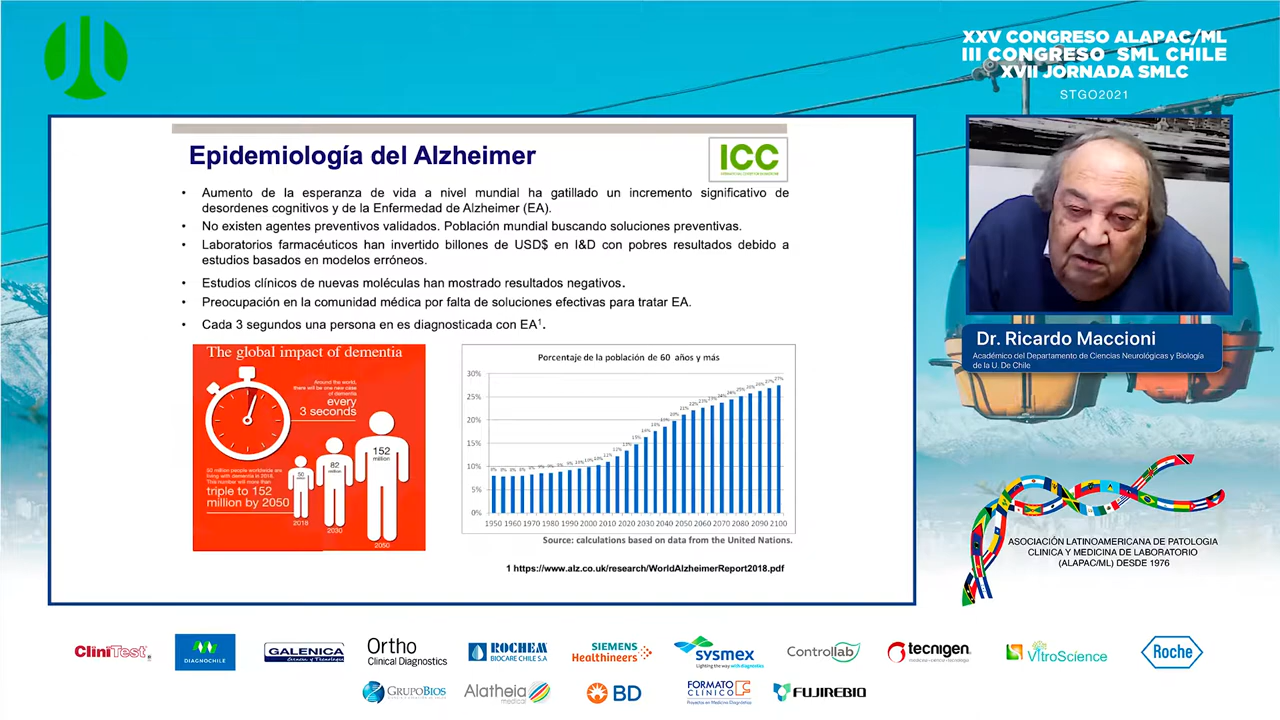 XXV CONGRESO ALAPAC/ML
III CONGRESO SML CHILE
XVII JORNADA SMLC
STGO2021
Epidemiología del Alzheimer
ICC
• Aumento de la esperanza de vida a nivel mundial ha gatillado un incremento significativo de
desordenes cognitivos y de la Enfermedad de Alzheimer (EA).
• No existen agentes preventivos validados. Población mundial buscando soluciones preventivas.
• Laboratorios farmacéuticos han invertido billones de USD$ en I&D con pobres resultados debido a
estudios basados en modelos erróneos.
• Estudios clínicos de nuevas moléculas han mostrado resultados negativos.
• Preocupación en la comunidad médica por falta de soluciones efectivas para tratar EA.
• Cada 3 segundos una persona en es diagnosticada con EA¹.
The global impact of dementia
Around the world,
there will be one new case
of dementia
every
3 seconds
50 million people worldwide are
living with dementia in 2018.
This number will more than
triple to 152
million by 2050
50
million
2018
82
million
2030
152
million
2050
Porcentaje de la población de 60 años y más
30%
25%
20%
15%
10%
5%
0%
1950 1960 1970 1980 1990 2000 2010 2020 2030 2040 2050 2060 2070 2080 2090 2100
Source: calculations based on data from the United Nations.
1 https://www.alz.co.uk/research/WorldAlzheimerReport2018.pdf
Dr. Ricardo Maccioni
Académico del Departamento de Ciencias Neurológicas y Biología
de la U. De Chile
ASOCIACIÓN LATINOAMERICANA DE PATOLOGIA
CLINICA Y MEDICINA DE LABORATORIO
(ALAPAC/ML) DESDE 1976
CliniTest
DIAGNOCHILE
GALENICA
Ciencia y Tecnología
Ortho
Clinical Diagnostics
ROCHEM
BIOCARE CHILE S.A
SIEMENS
Healthineers
sysmex
Lighting the way with diagnostics
Controllab
tecnigen
VitroScience
Roche
GRUPOBIOS
Alatheia
medical
BD
FORMATO
CLÍNICO
Proyectos en Medicina Diagnóstica
FUJIREBIO